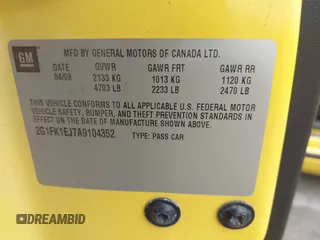 GM
MFD BY GENERAL MOTORS OF CANADA LTD.
DATE GVWR GAWR FRT GAWR RR
04/09 2133 KG 1013 KG 1120 KG
4703 LB 2233 LB 2470 LB
THIS VEHICLE CONFORMS TO ALL APPLICABLE U.S. FEDERAL MOTOR
VEHICLE SAFETY, BUMPER, AND THEFT PREVENTION STANDARDS
IN EFFECT ON THE DATE OF MANUFACTURE SHOWN ABOVE.
2G1FK1EJ7A9104352 TYPE: PASS CAR
DREAMBID